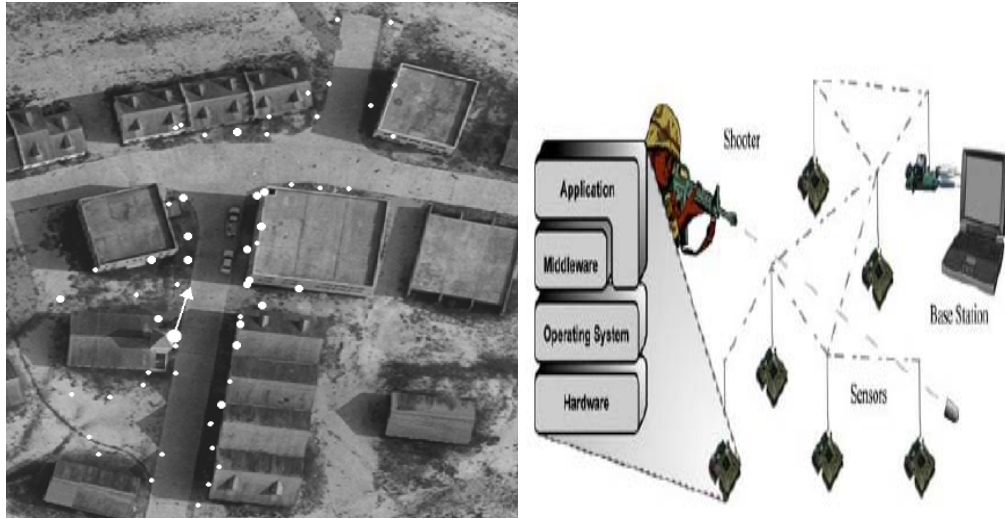 Shooter
Application
Middleware
Operating System
Hardware
Base Station
Sensors